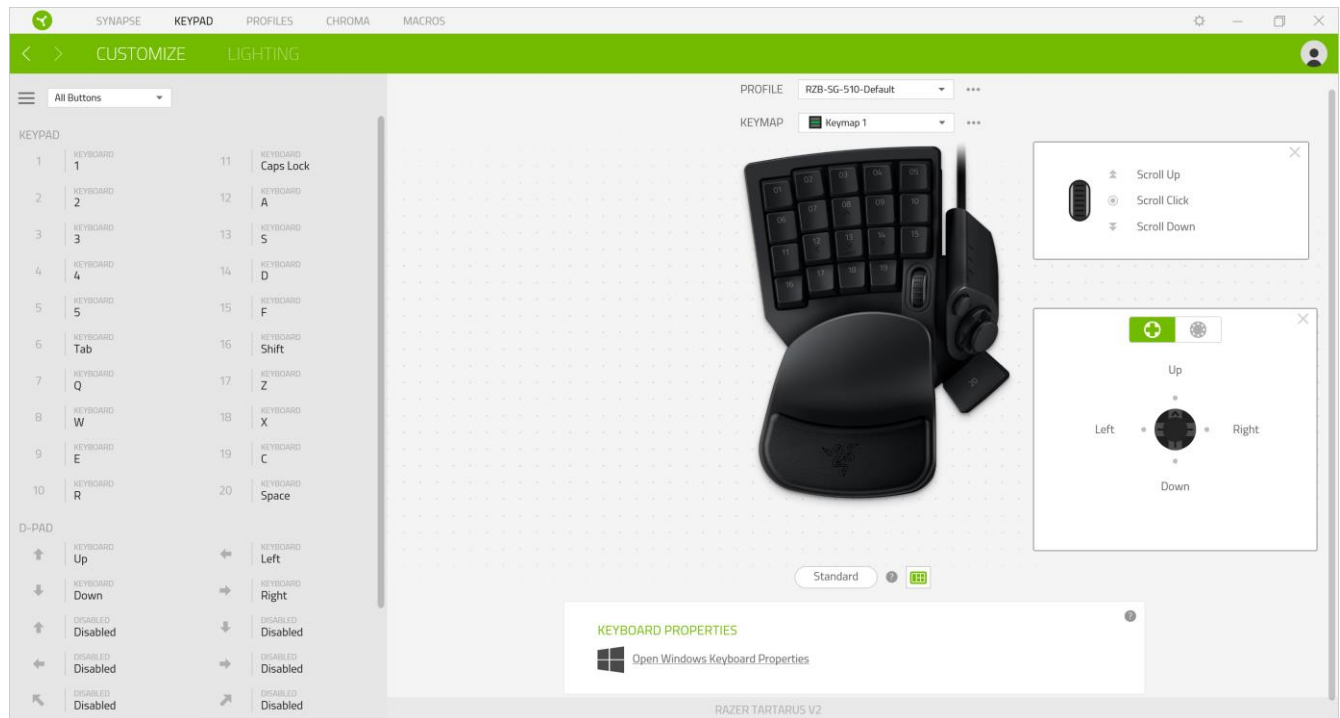 SYNAPSE KEYPAD PROFILES CHROMA MACROS
CUSTOMIZE LIGHTING
All Buttons
KEYPAD
1 KEYBOARD 1
11 KEYBOARD Caps Lock
2 KEYBOARD 2
12 KEYBOARD A
3 KEYBOARD 3
13 KEYBOARD S
4 KEYBOARD 4
14 KEYBOARD D
5 KEYBOARD 5
15 KEYBOARD F
6 KEYBOARD Tab
16 KEYBOARD Shift
7 KEYBOARD Q
17 KEYBOARD Z
8 KEYBOARD W
18 KEYBOARD X
9 KEYBOARD E
19 KEYBOARD C
10 KEYBOARD R
20 KEYBOARD Space
D-PAD
KEYBOARD Up
KEYBOARD Left
KEYBOARD Down
KEYBOARD Right
DISABLED Disabled
DISABLED Disabled
DISABLED Disabled
DISABLED Disabled
DISABLED Disabled
DISABLED Disabled
PROFILE RZB-SG-510-Default
KEYMAP Keymap 1
01 02 03 04 05
06 07 08 09 10
11 12 13 14 15
16 17 18 19
20
Scroll Up
Scroll Click
Scroll Down
Up
Left Right
Down
Standard
KEYBOARD PROPERTIES
Open Windows Keyboard Properties
RAZER TARTARUS V2